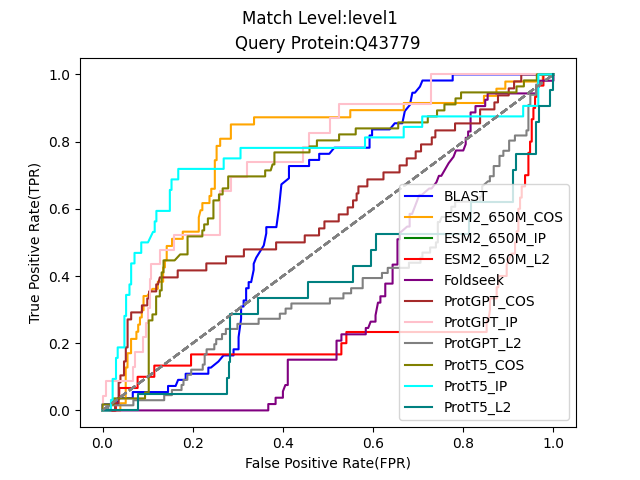 Match Level:level1
Query Protein:Q43779
True Positive Rate(TPR)
1.0
0.8
0.6
0.4
0.2
0.0
BLAST
ESM2_650M_COS
ESM2_650M_IP
ESM2_650M_L2
Foldseek
ProtGPT_COS
ProtGPT_IP
ProtGPT_L2
ProtT5_COS
ProtT5_IP
ProtT5_L2
0.0 0.2 0.4 0.6 0.8 1.0
False Positive Rate(FPR)